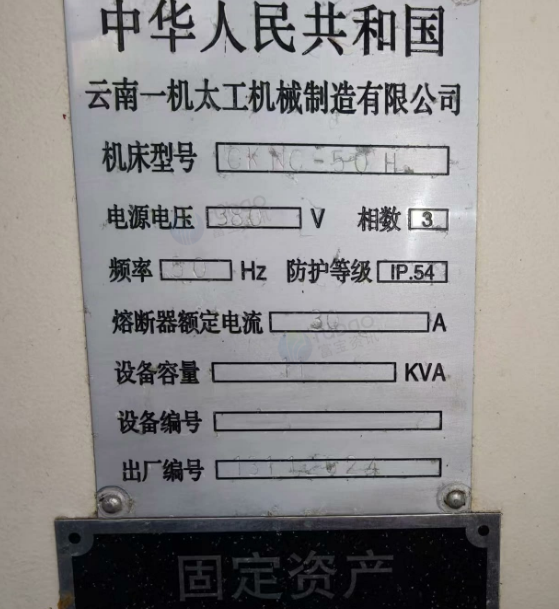 中华人民共和国
云南一机太工机械制造有限公司
机床型号 CKNC-50H
电源电压 380 V 相数 3
频率 50 Hz 防护等级 IP.54
熔断器额定电流 A
设备容量 KVA
设备编号
出厂编号
固定资产